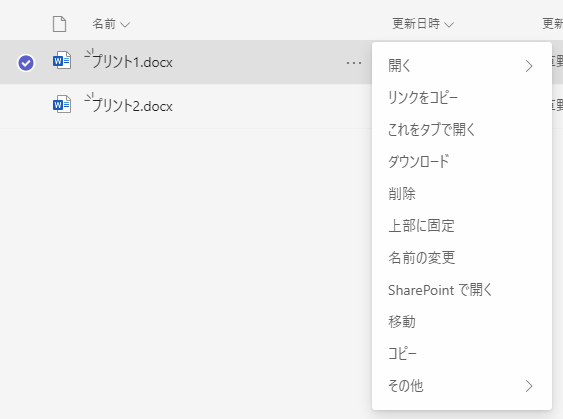 名前 更新日時 更新
プリント1.docx ...
プリント2.docx
開く
リンクをコピー
これをタブで開く
ダウンロード
削除
上部に固定
名前の変更
SharePoint で開く
移動
コピー
その他